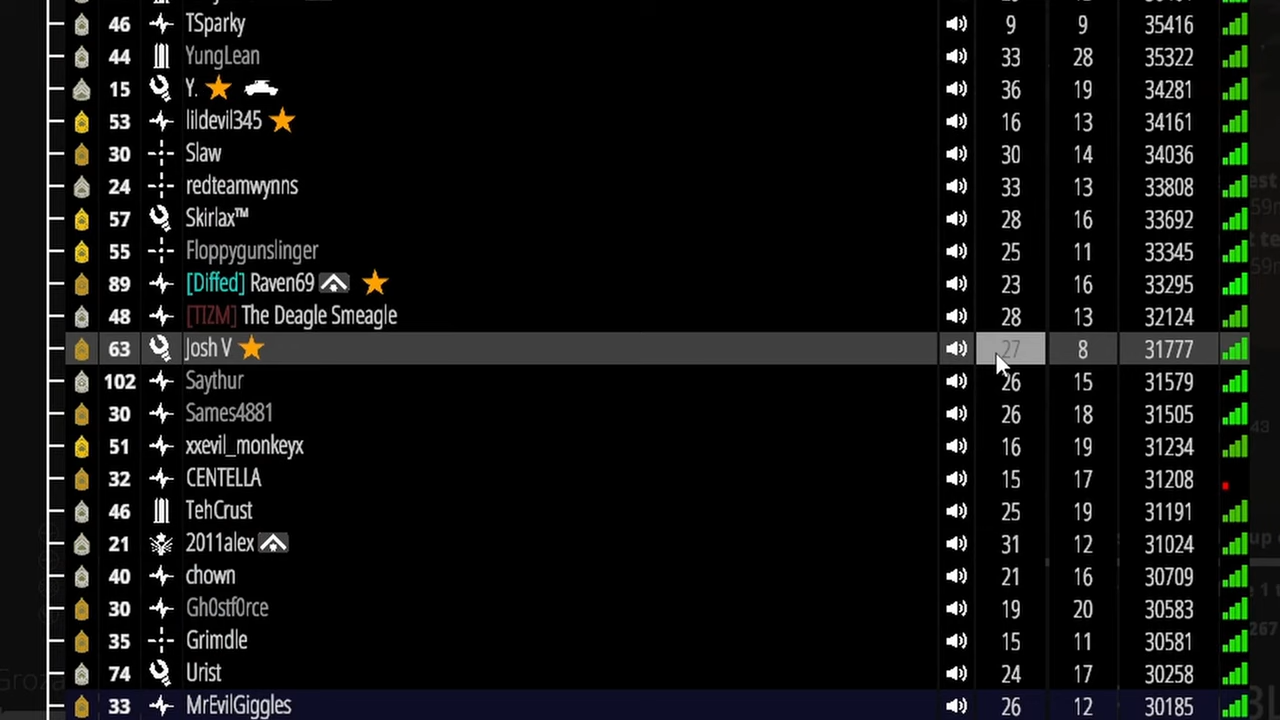 46 TSparky 9 9 35416
44 YungLean 33 28 35322
15 Y. 36 19 34281
53 lildevil345 16 13 34161
30 Slaw 30 14 34036
24 redteamwynns 33 13 33808
57 Skirlax™ 28 16 33692
55 Floppygunslinger 25 11 33345
89 [Diffed] Raven69 23 16 33295
48 [TIZM] The Deagle Smeagle 28 13 32124
63 Josh V 27 8 31777
102 Saythur 26 15 31579
30 Sames4881 26 18 31505
51 xxevil_monkeyx 16 19 31234
32 CENTELLA 15 17 31208
46 TehCrust 25 19 31191
21 2011alex 31 12 31024
40 chown 21 16 30709
30 Gh0stf0rce 19 20 30583
35 Grimdle 15 11 30581
74 Urist 24 17 30258
33 MrEvilGiggles 26 12 30185